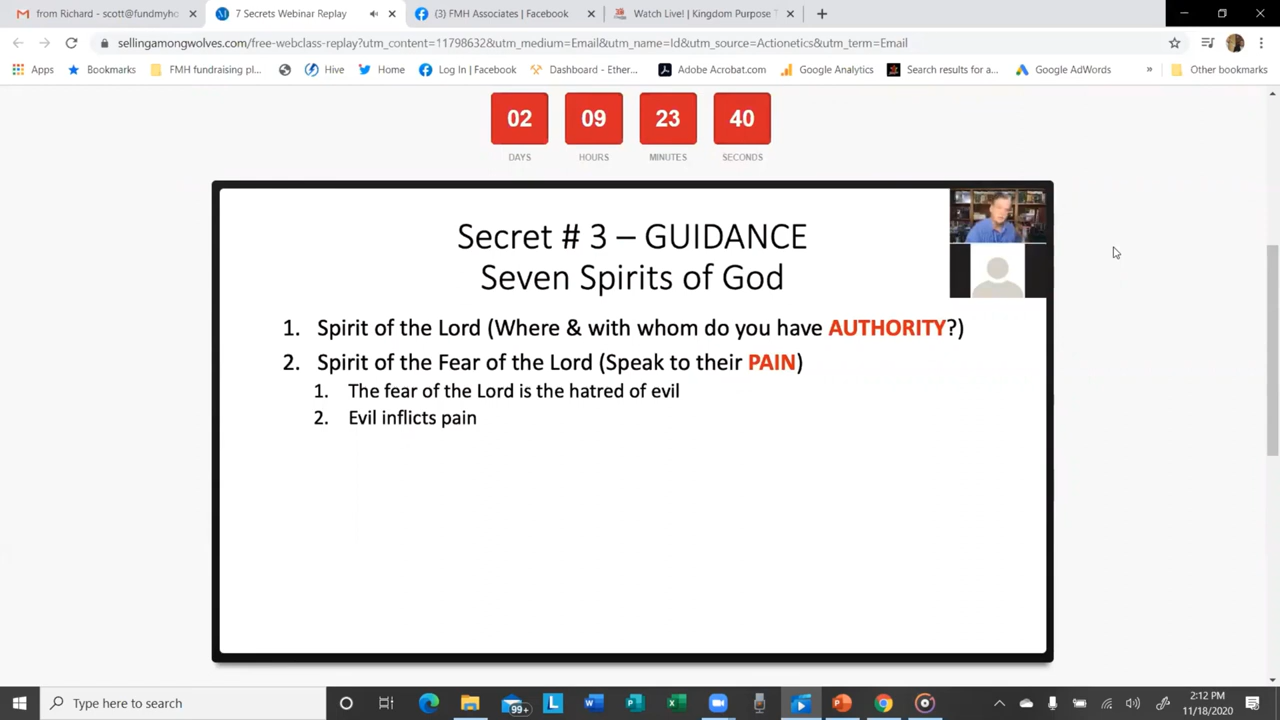 from Richard - scott@fundmyho
7 Secrets Webinar Replay
(3) FMH Associates | Facebook
Watch Live! | Kingdom Purpose T
sellingamongwolves.com/free-webclass-replay?utm_content=11798632&utm_medium=Email&utm_name=Id&utm_source=Actionetics&utm_term=Email
Apps
Bookmarks
FMH fundraising pl...
Hive
Home
Log In | Facebook
Dashboard - Ether...
Adobe Acrobat.com
Google Analytics
Search results for a...
Google AdWords
»
Other bookmarks
02 09 23 40
DAYS HOURS MINUTES SECONDS
Secret # 3 – GUIDANCE
Seven Spirits of God
1. Spirit of the Lord (Where & with whom do you have AUTHORITY?)
2. Spirit of the Fear of the Lord (Speak to their PAIN)
1. The fear of the Lord is the hatred of evil
2. Evil inflicts pain
Type here to search
99+
L
2:12 PM
11/18/2020